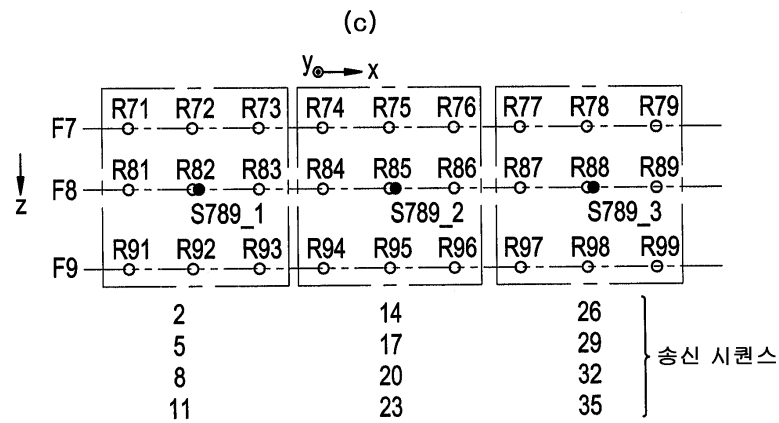 (c)
y x
R71 R72 R73 R74 R75 R76 R77 R78 R79
F7
R81 R82 R83 R84 R85 R86 R87 R88 R89
F8
z
S789_1 S789_2 S789_3
R91 R92 R93 R94 R95 R96 R97 R98 R99
F9
2 14 26
5 17 29
송신 시퀀스
8 20 32
11 23 35